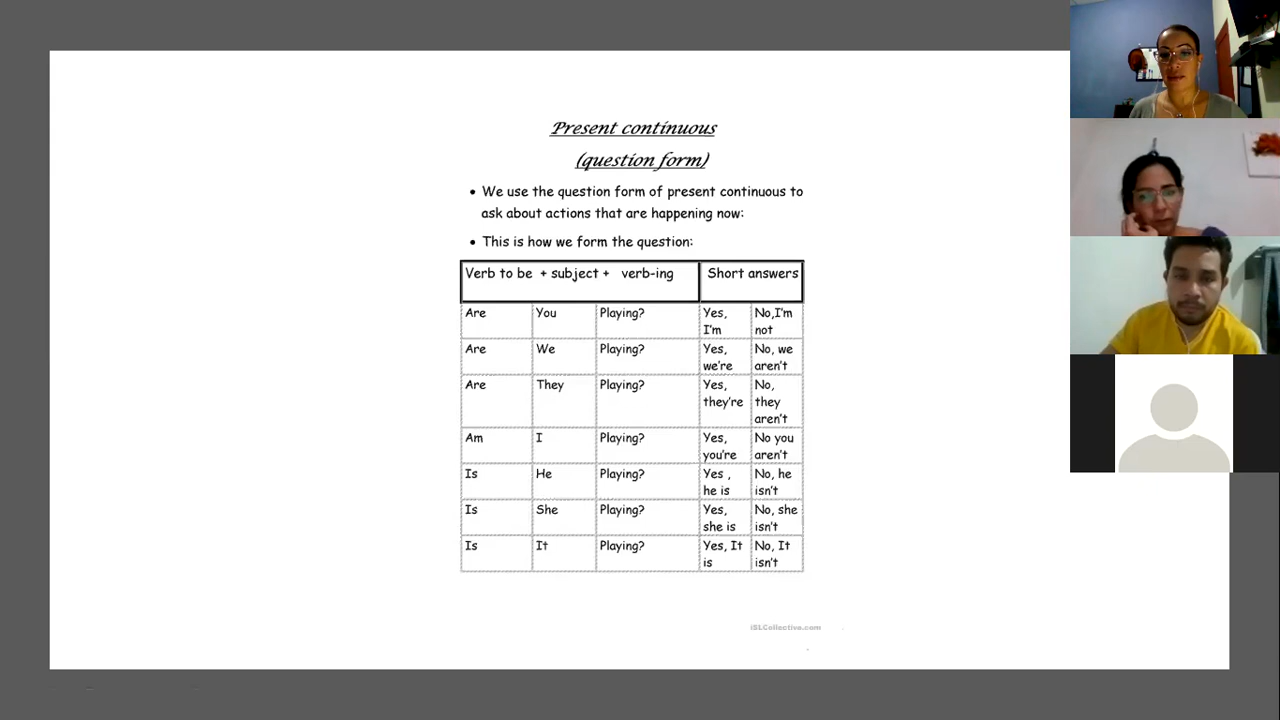 Present continuous
(question form)
• We use the question form of present continuous to
ask about actions that are happening now:
• This is how we form the question:
Verb to be + subject + verb-ing Short answers
Are You Playing? Yes, I'm No,I'm not
Are We Playing? Yes, we're No, we aren't
Are They Playing? Yes, they're No, they aren't
Am I Playing? Yes, you're No you aren't
Is He Playing? Yes , he is No, he isn't
Is She Playing? Yes, she is No, she isn't
Is It Playing? Yes, It is No, It isn't
iSLCollective.com